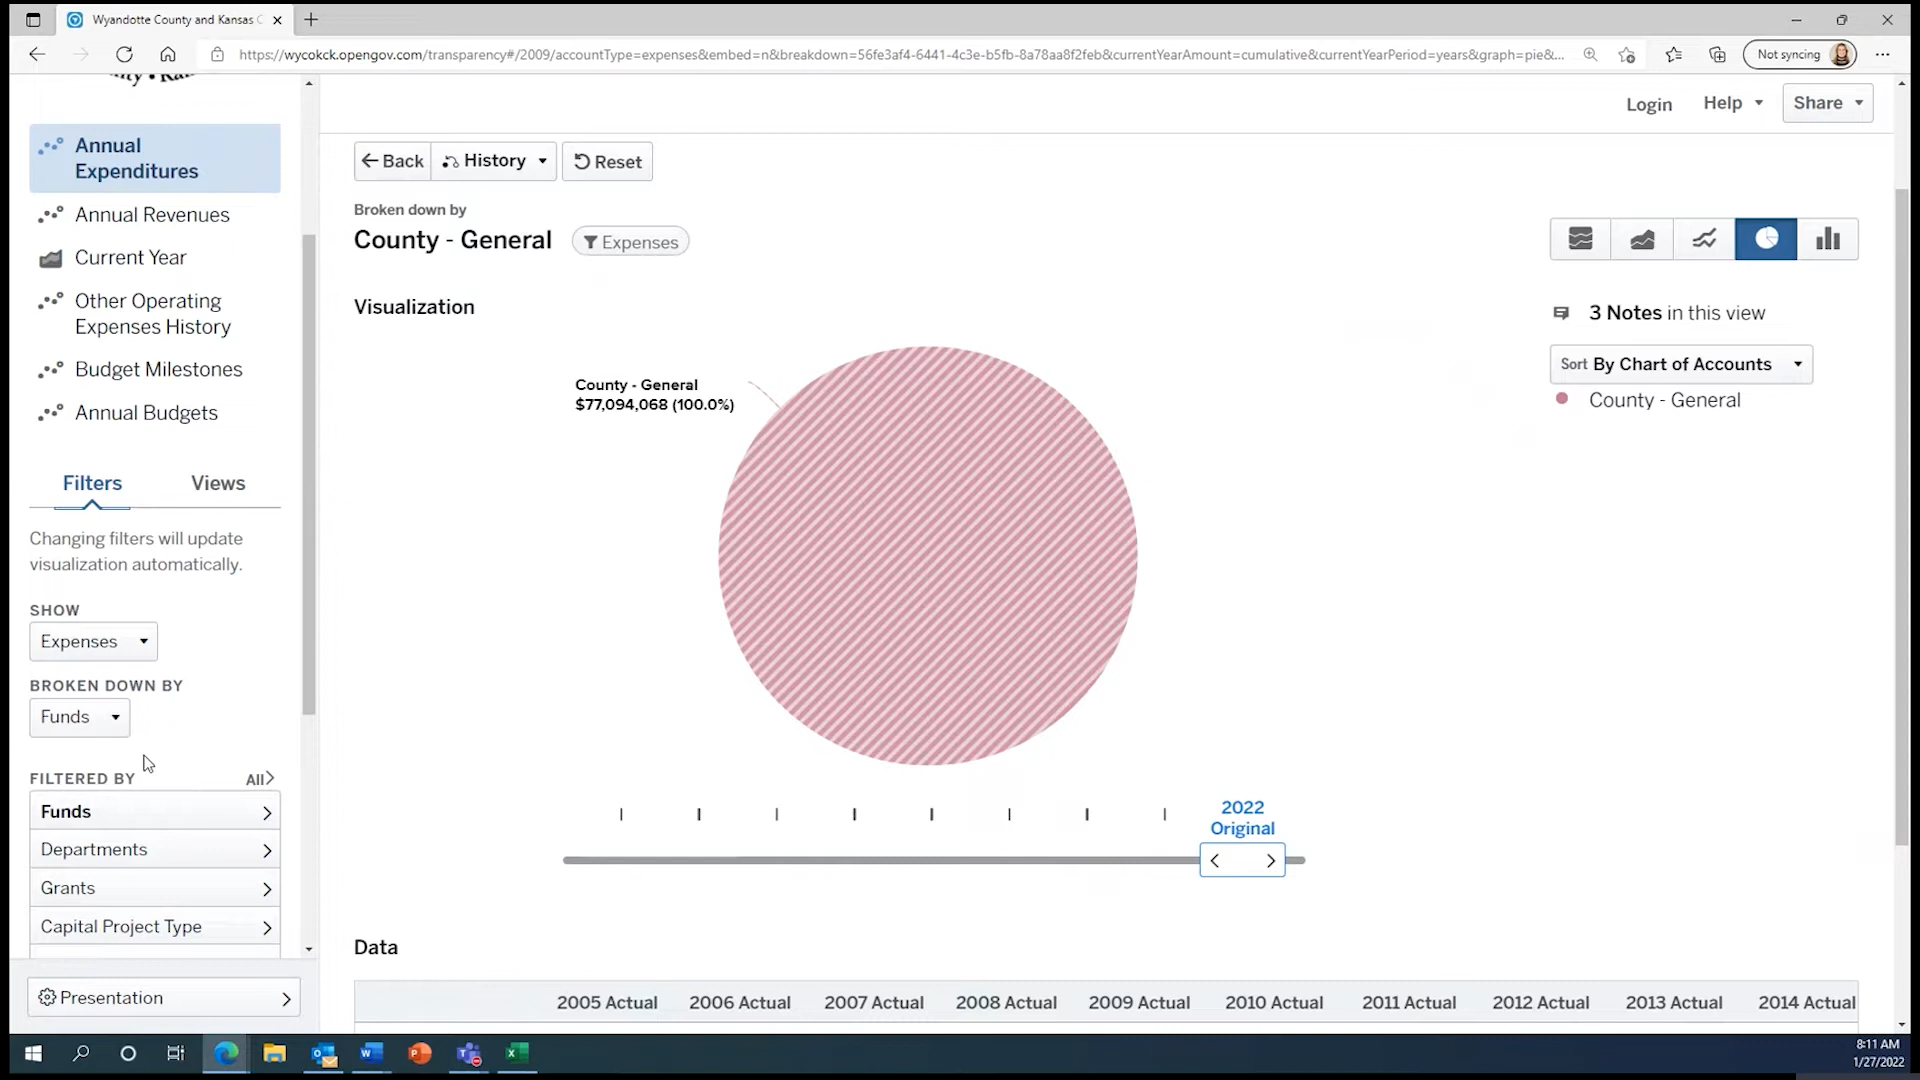 Wyandotte County and Kansas C
https://wycokck.opengov.com/transparency#/2009/accountType=expenses&embed=n&breakdown=56fe3af4-6441-4c3e-b5fb-8a78aa8f2feb&currentYearAmount=cumulative&currentYearPeriod=years&graph=pie&...
Not syncing
Login
Help
Share
Annual
Expenditures
Annual Revenues
Current Year
Other Operating
Expenses History
Budget Milestones
Annual Budgets
Filters
Views
Changing filters will update
visualization automatically.
SHOW
Expenses
BROKEN DOWN BY
Funds
FILTERED BY
All
Funds
Departments
Grants
Capital Project Type
Presentation
Back
History
Reset
Broken down by
County - General
Expenses
Visualization
County - General
$77,094,068 (100.0%)
2022
Original
3 Notes in this view
Sort By Chart of Accounts
County - General
Data
2005 Actual 2006 Actual 2007 Actual 2008 Actual 2009 Actual 2010 Actual 2011 Actual 2012 Actual 2013 Actual 2014 Actual
8:11 AM
1/27/2022